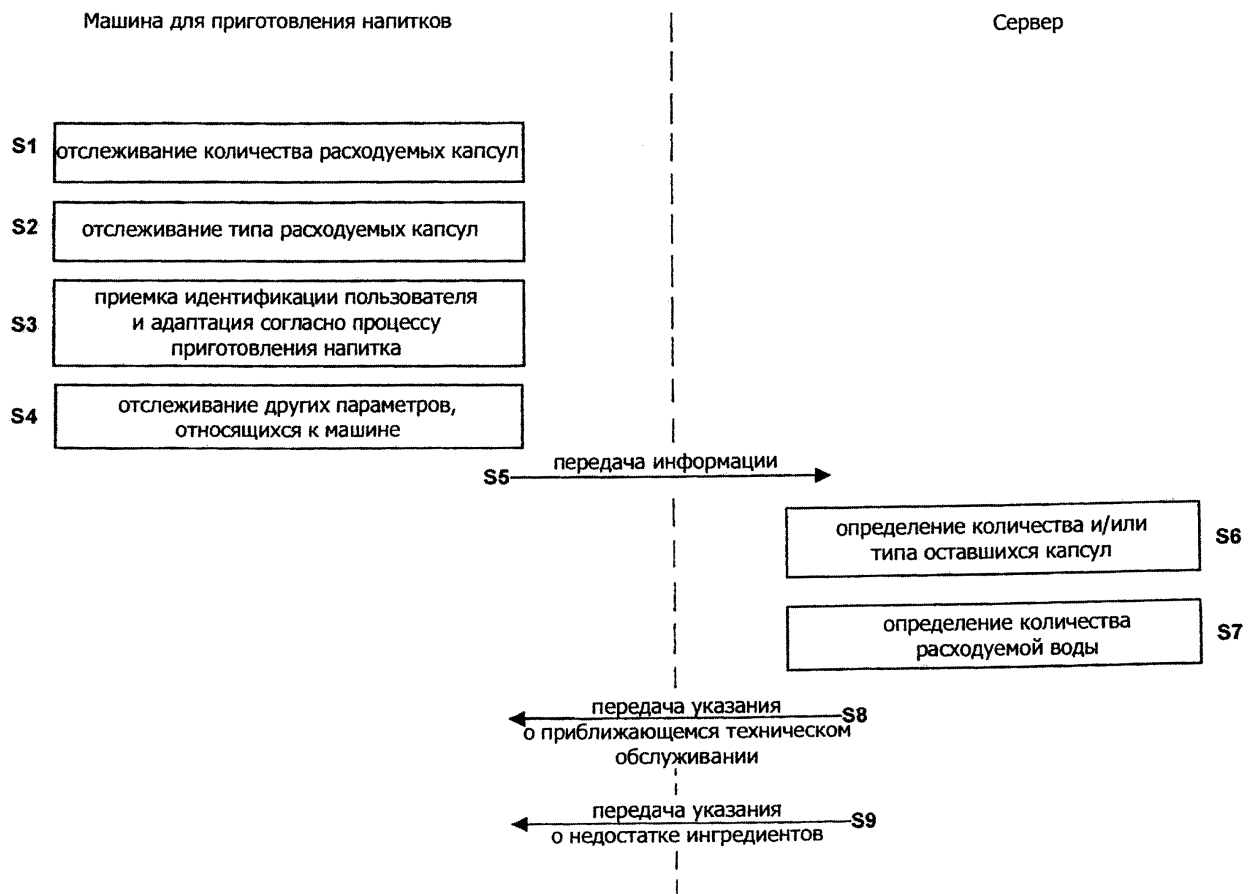 Машина для приготовления напитков
Сервер
S1
отслеживание количества расходуемых капсул
S2
отслеживание типа расходуемых капсул
S3
приемка идентификации пользователя
и адаптация согласно процессу
приготовления напитка
S4
отслеживание других параметров,
относящихся к машине
S5
передача информации
определение количества и/или
типа оставшихся капсул
S6
определение количества
расходуемой воды
S7
передача указания
S8
о приближающемся техническом
обслуживании
передача указания
S9
о недостатке ингредиентов